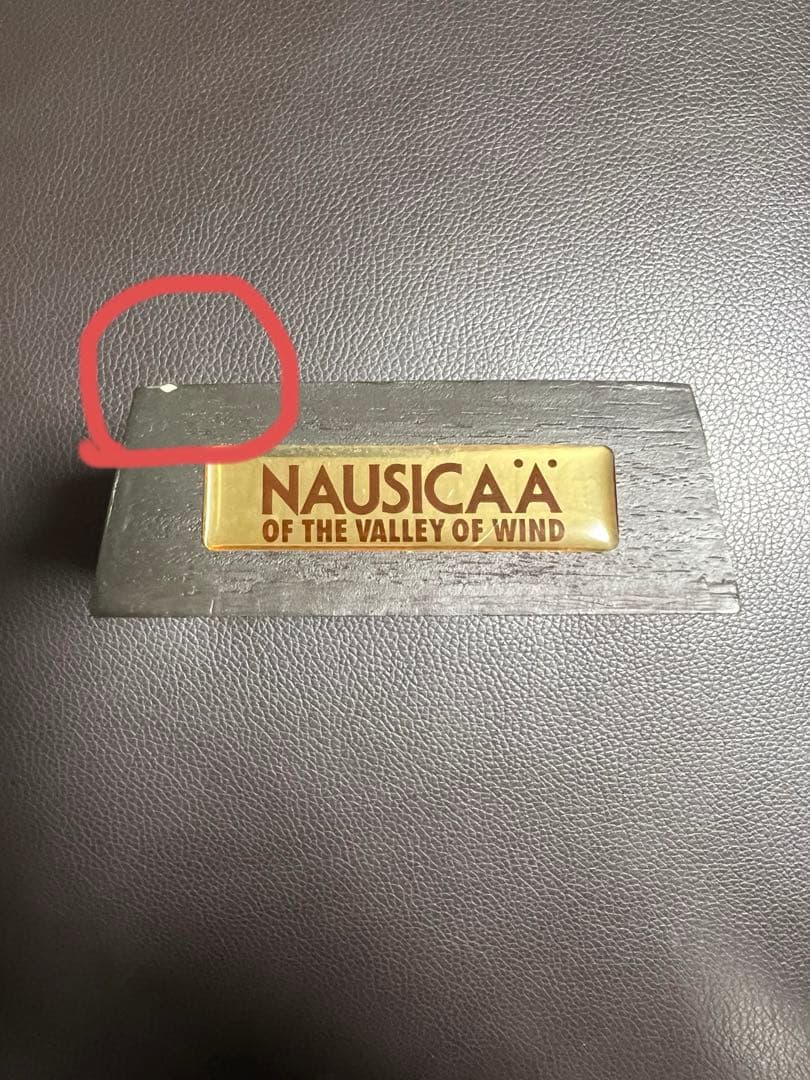 NAUSICAÄ
OF THE VALLEY OF WIND